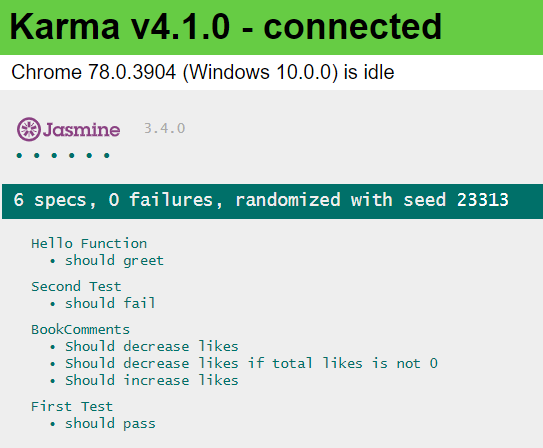 Karma v4.1.0 - connected
Chrome 78.0.3904 (Windows 10.0.0) is idle
Jasmine 3.4.0
• • • • • •
6 specs, 0 failures, randomized with seed 23313
Hello Function
• should greet
Second Test
• should fail
BookComments
• Should decrease likes
• Should decrease likes if total likes is not 0
• Should increase likes
First Test
• should pass